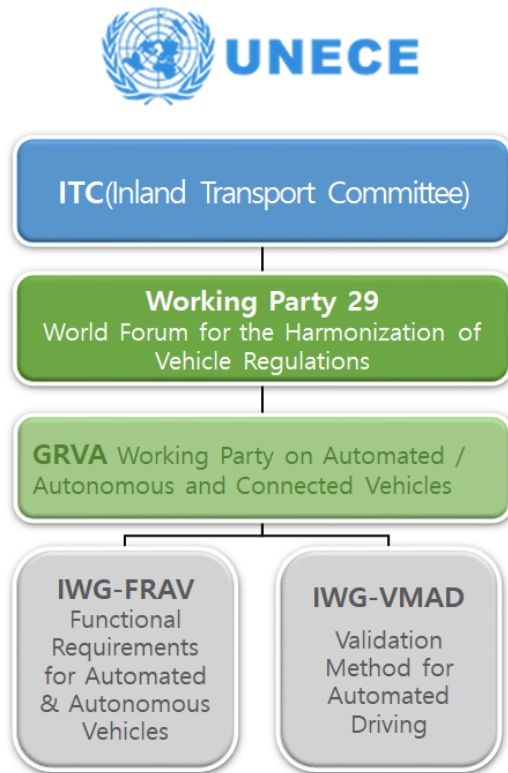 UNECE
ITC(Inland Transport Committee)
Working Party 29
World Forum for the Harmonization of
Vehicle Regulations
GRVA Working Party on Automated /
Autonomous and Connected Vehicles
IWG-FRAV
Functional
Requirements
for Automated
& Autonomous
Vehicles
IWG-VMAD
Validation
Method for
Automated
Driving